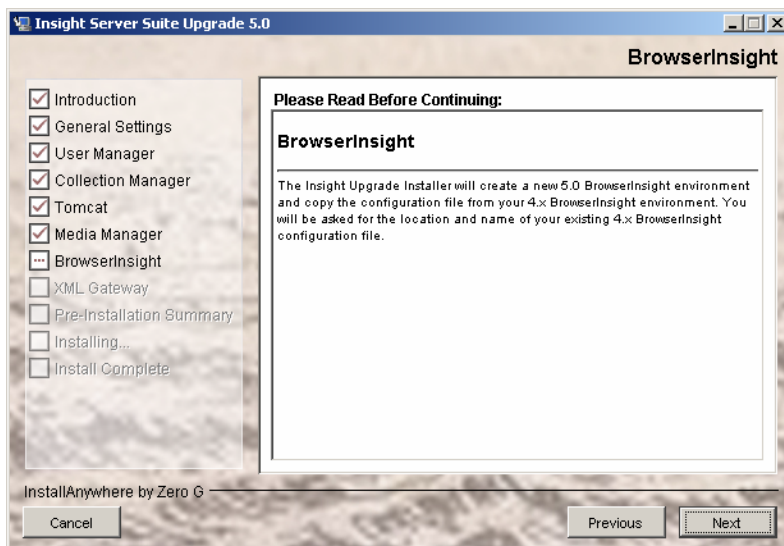 Insight Server Suite Upgrade 5.0
BrowserInsight
Introduction
General Settings
User Manager
Collection Manager
Tomcat
Media Manager
BrowserInsight
XML Gateway
Pre-Installation Summary
Installing...
Install Complete
Please Read Before Continuing:
BrowserInsight
The Insight Upgrade Installer will create a new 5.0 BrowserInsight environment
and copy the configuration file from your 4.x BrowserInsight environment. You
will be asked for the location and name of your existing 4.x BrowserInsight
configuration file.
InstallAnywhere by Zero G
Cancel
Previous
Next